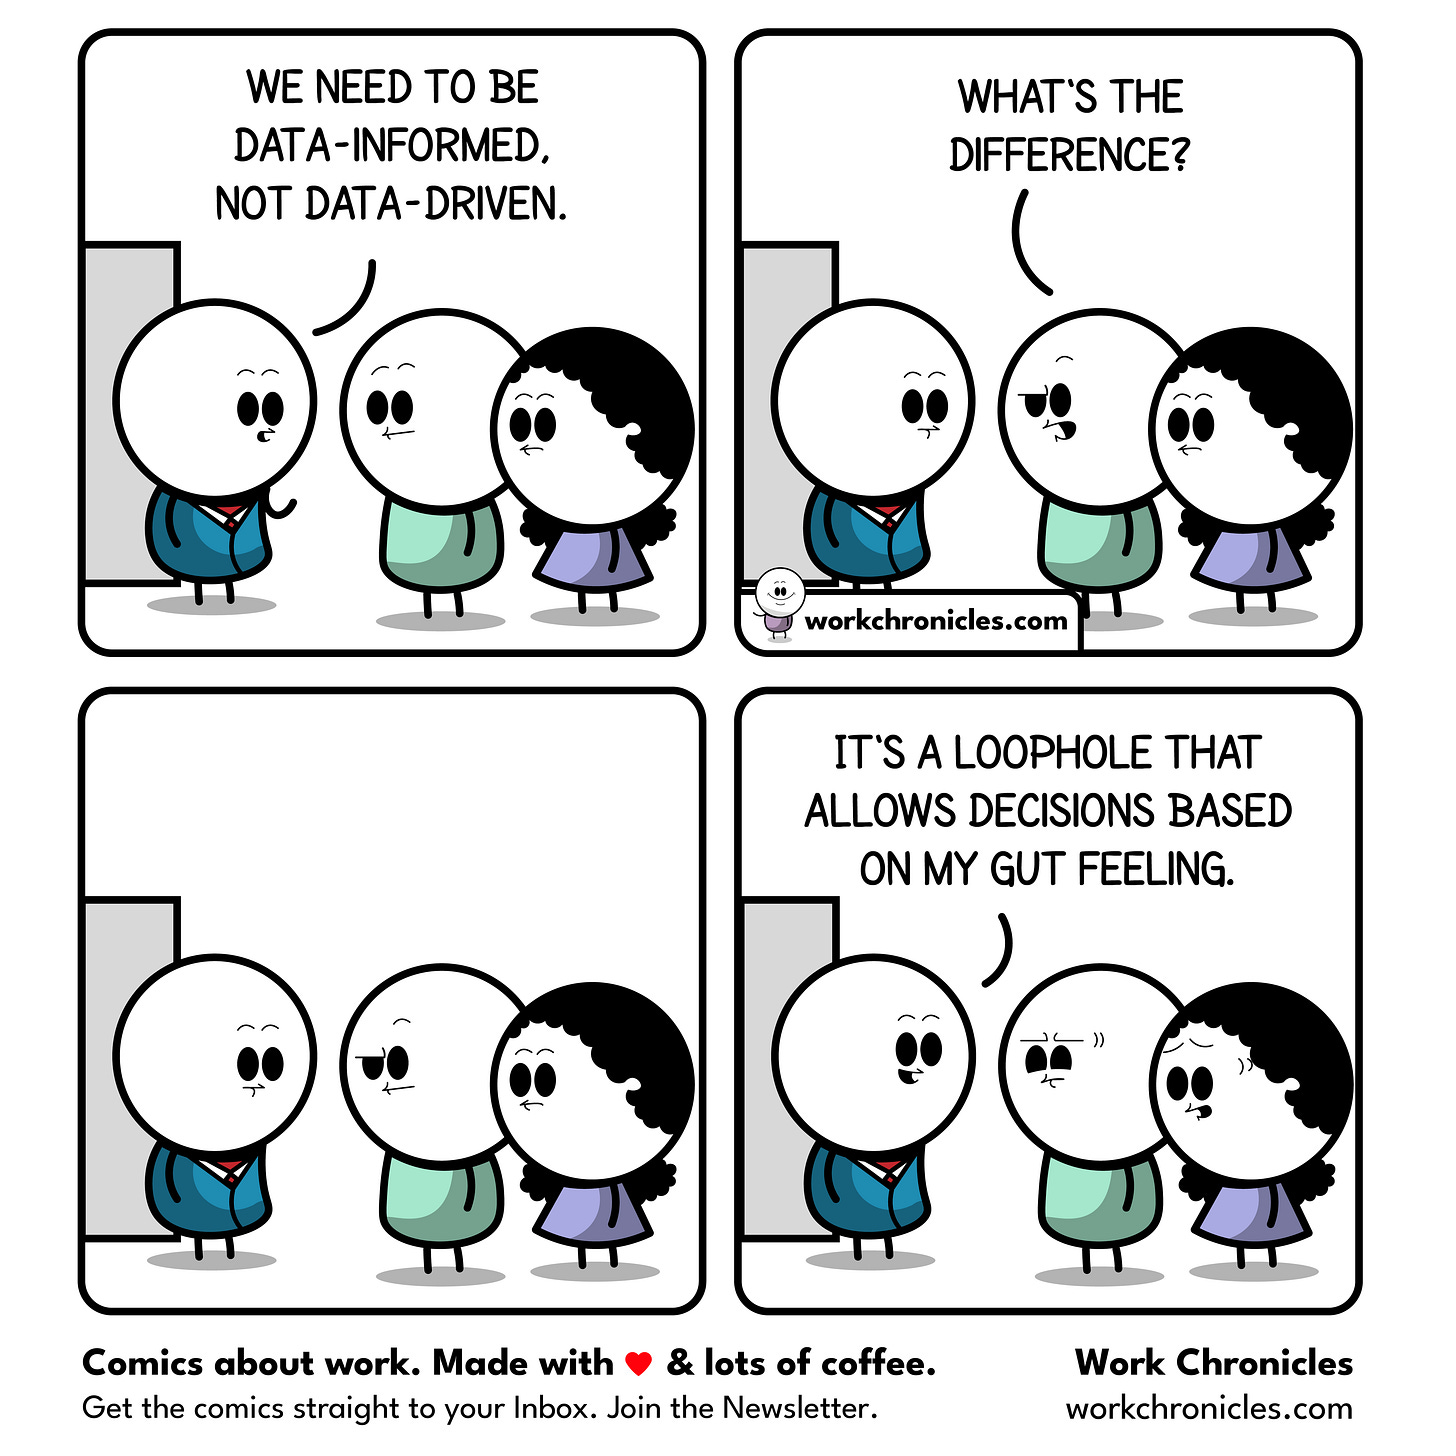 WE NEED TO BE
DATA-INFORMED,
NOT DATA-DRIVEN.
WHAT'S THE
DIFFERENCE?
workchronicles.com
IT'S A LOOPHOLE THAT
ALLOWS DECISIONS BASED
ON MY GUT FEELING.
Comics about work. Made with ❤ & lots of coffee.
Get the comics straight to your Inbox. Join the Newsletter.
Work Chronicles
workchronicles.com